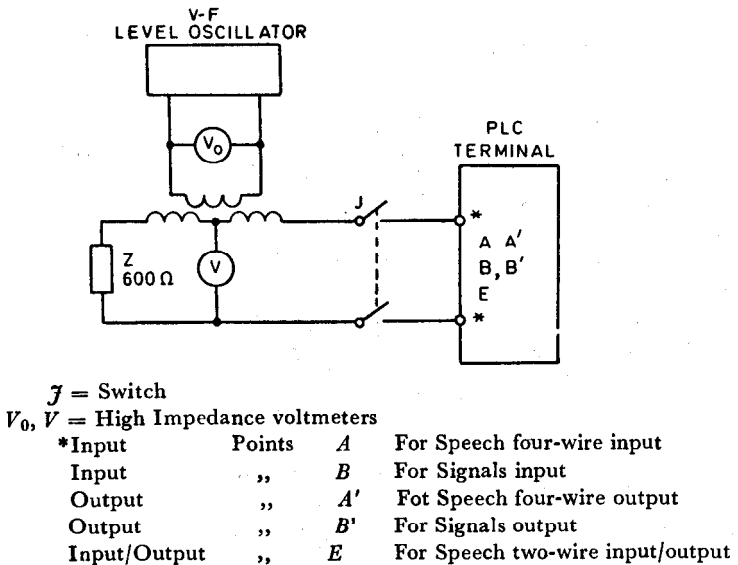 V-F
LEVEL OSCILLATOR
V₀
PLC
TERMINAL
J
*
A A'
B, B'
E
*
Z
600 Ω
V
J = Switch
V₀, V = High Impedance voltmeters
*Input Points A For Speech four-wire input
Input ,, B For Signals input
Output ,, A' Fot Speech four-wire output
Output ,, B' For Signals output
Input/Output ,, E For Speech two-wire input/output